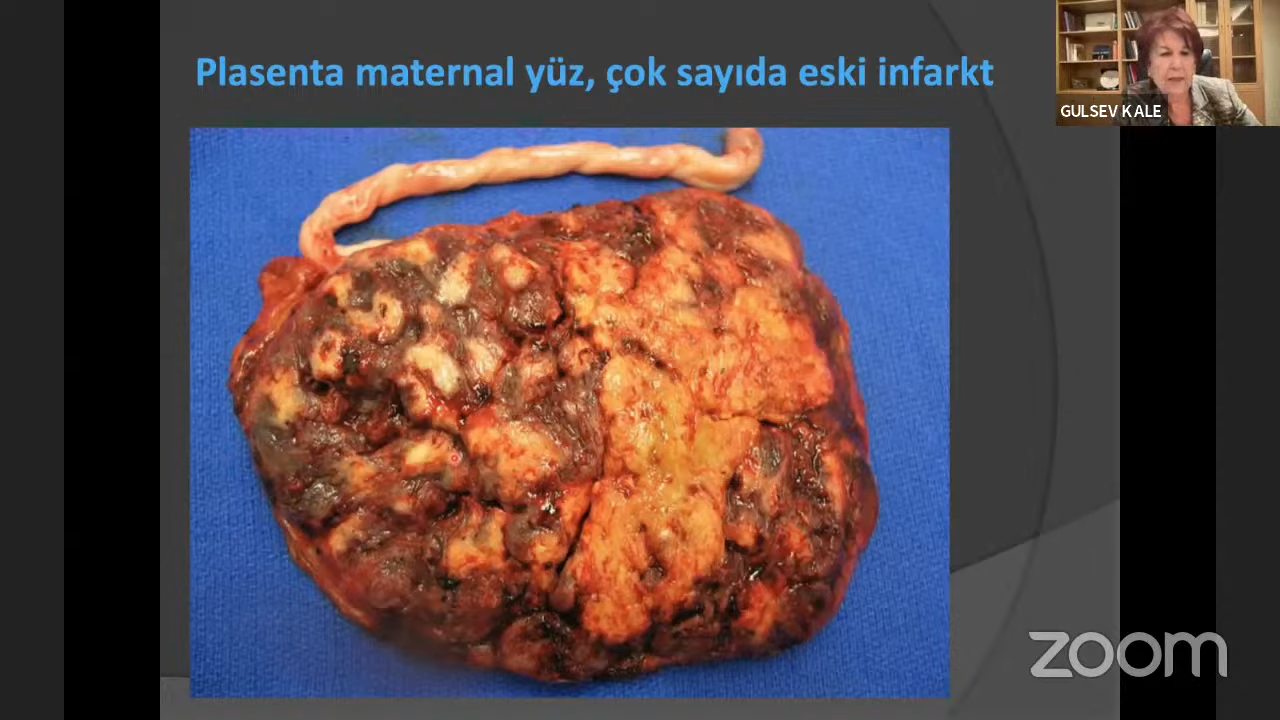 Plasenta maternal yüz, çok sayıda eski infarkt
GULSEV KALE
zoom